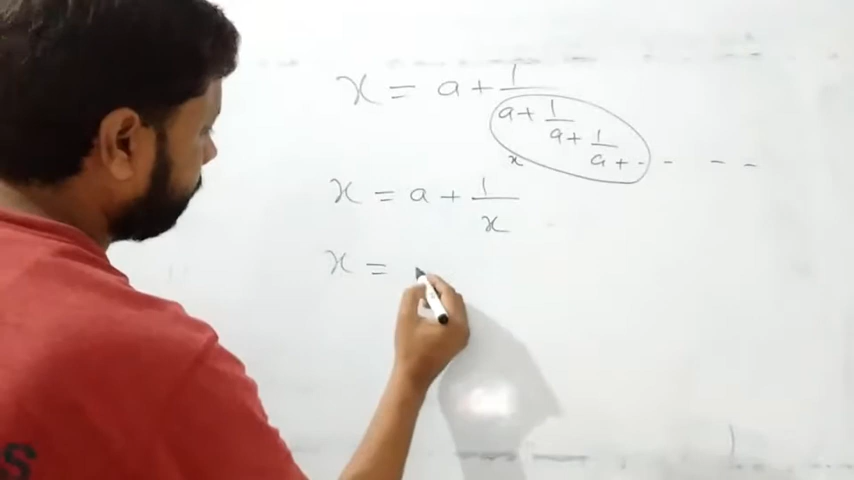 x = a + 1
a + 1
a + 1
a + - - - -
x
x = a + 1
x
x =
S